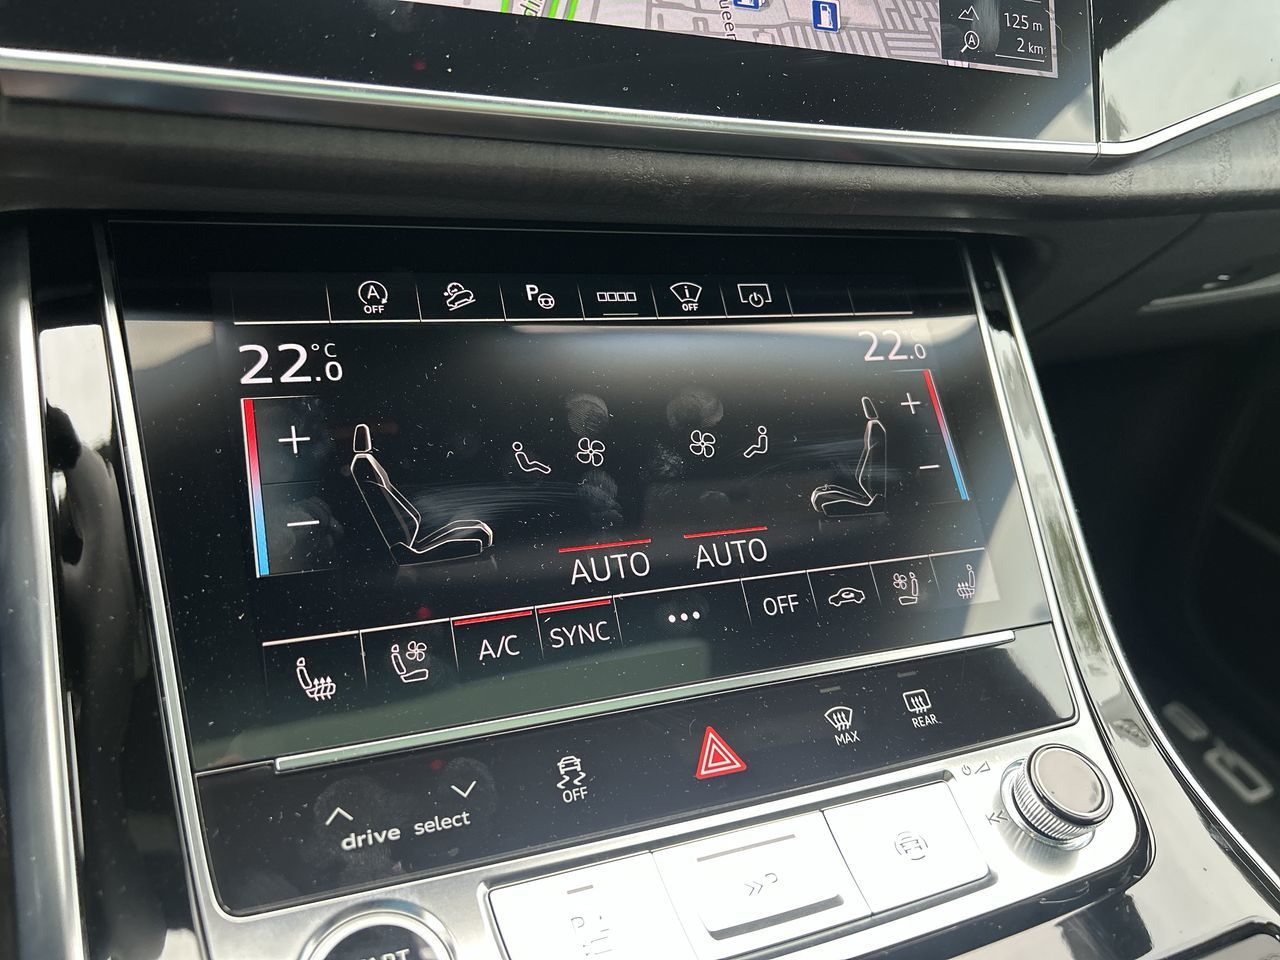 125 m
2 km
OFF
P
OFF
22.0 °C
22.0 °C
+
+
−
−
AUTO
AUTO
A/C
SYNC
•••
OFF
OFF
MAX
REAR
drive select